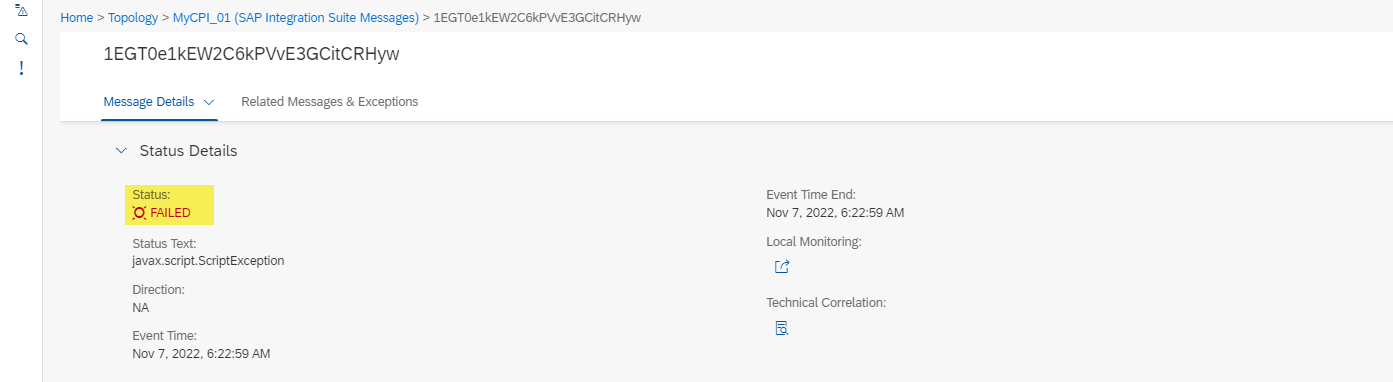 Home > Topology > MyCPI_01 (SAP Integration Suite Messages) > 1EGT0e1kEW2C6kPVvE3GCitCRHyw
1EGT0e1kEW2C6kPVvE3GCitCRHyw
Message Details Related Messages & Exceptions
Status Details
Status:
FAILED
Status Text:
javax.script.ScriptException
Direction:
NA
Event Time:
Nov 7, 2022, 6:22:59 AM
Event Time End:
Nov 7, 2022, 6:22:59 AM
Local Monitoring:
Technical Correlation: